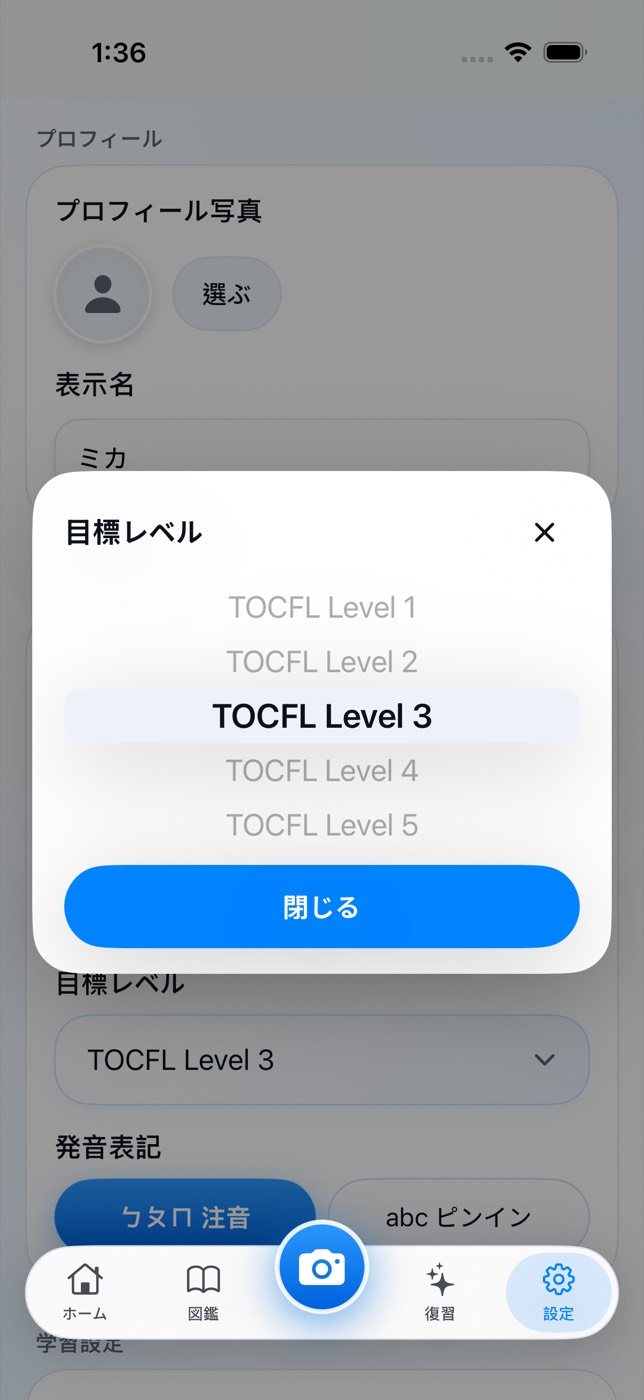 1:36
プロフィール
プロフィール写真
選ぶ
表示名
ミカ
目標レベル
TOCFL Level 1
TOCFL Level 2
TOCFL Level 3
TOCFL Level 4
TOCFL Level 5
閉じる
目標レベル
TOCFL Level 3
発音表記
ㄅㄆㄇ 注音
abc ピンイン
ホーム
図鑑
復習
設定
学習設定